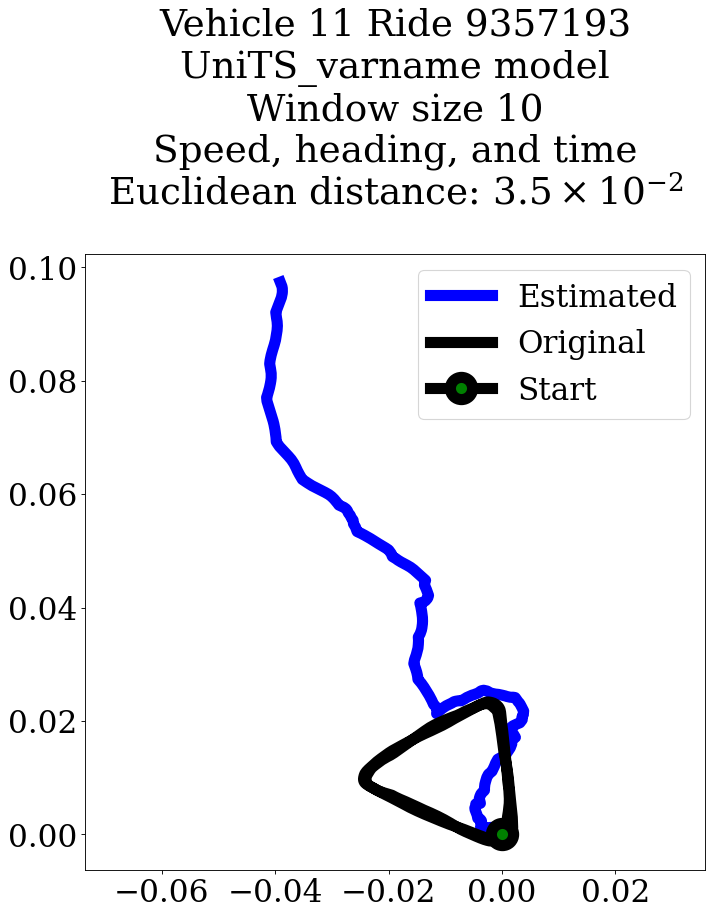 Vehicle 11 Ride 9357193
UniTS_varname model
Window size 10
Speed, heading, and time
Euclidean distance: 3.5 × 10⁻²
Estimated
Original
Start
0.10
0.08
0.06
0.04
0.02
0.00
−0.06 −0.04 −0.02 0.00 0.02